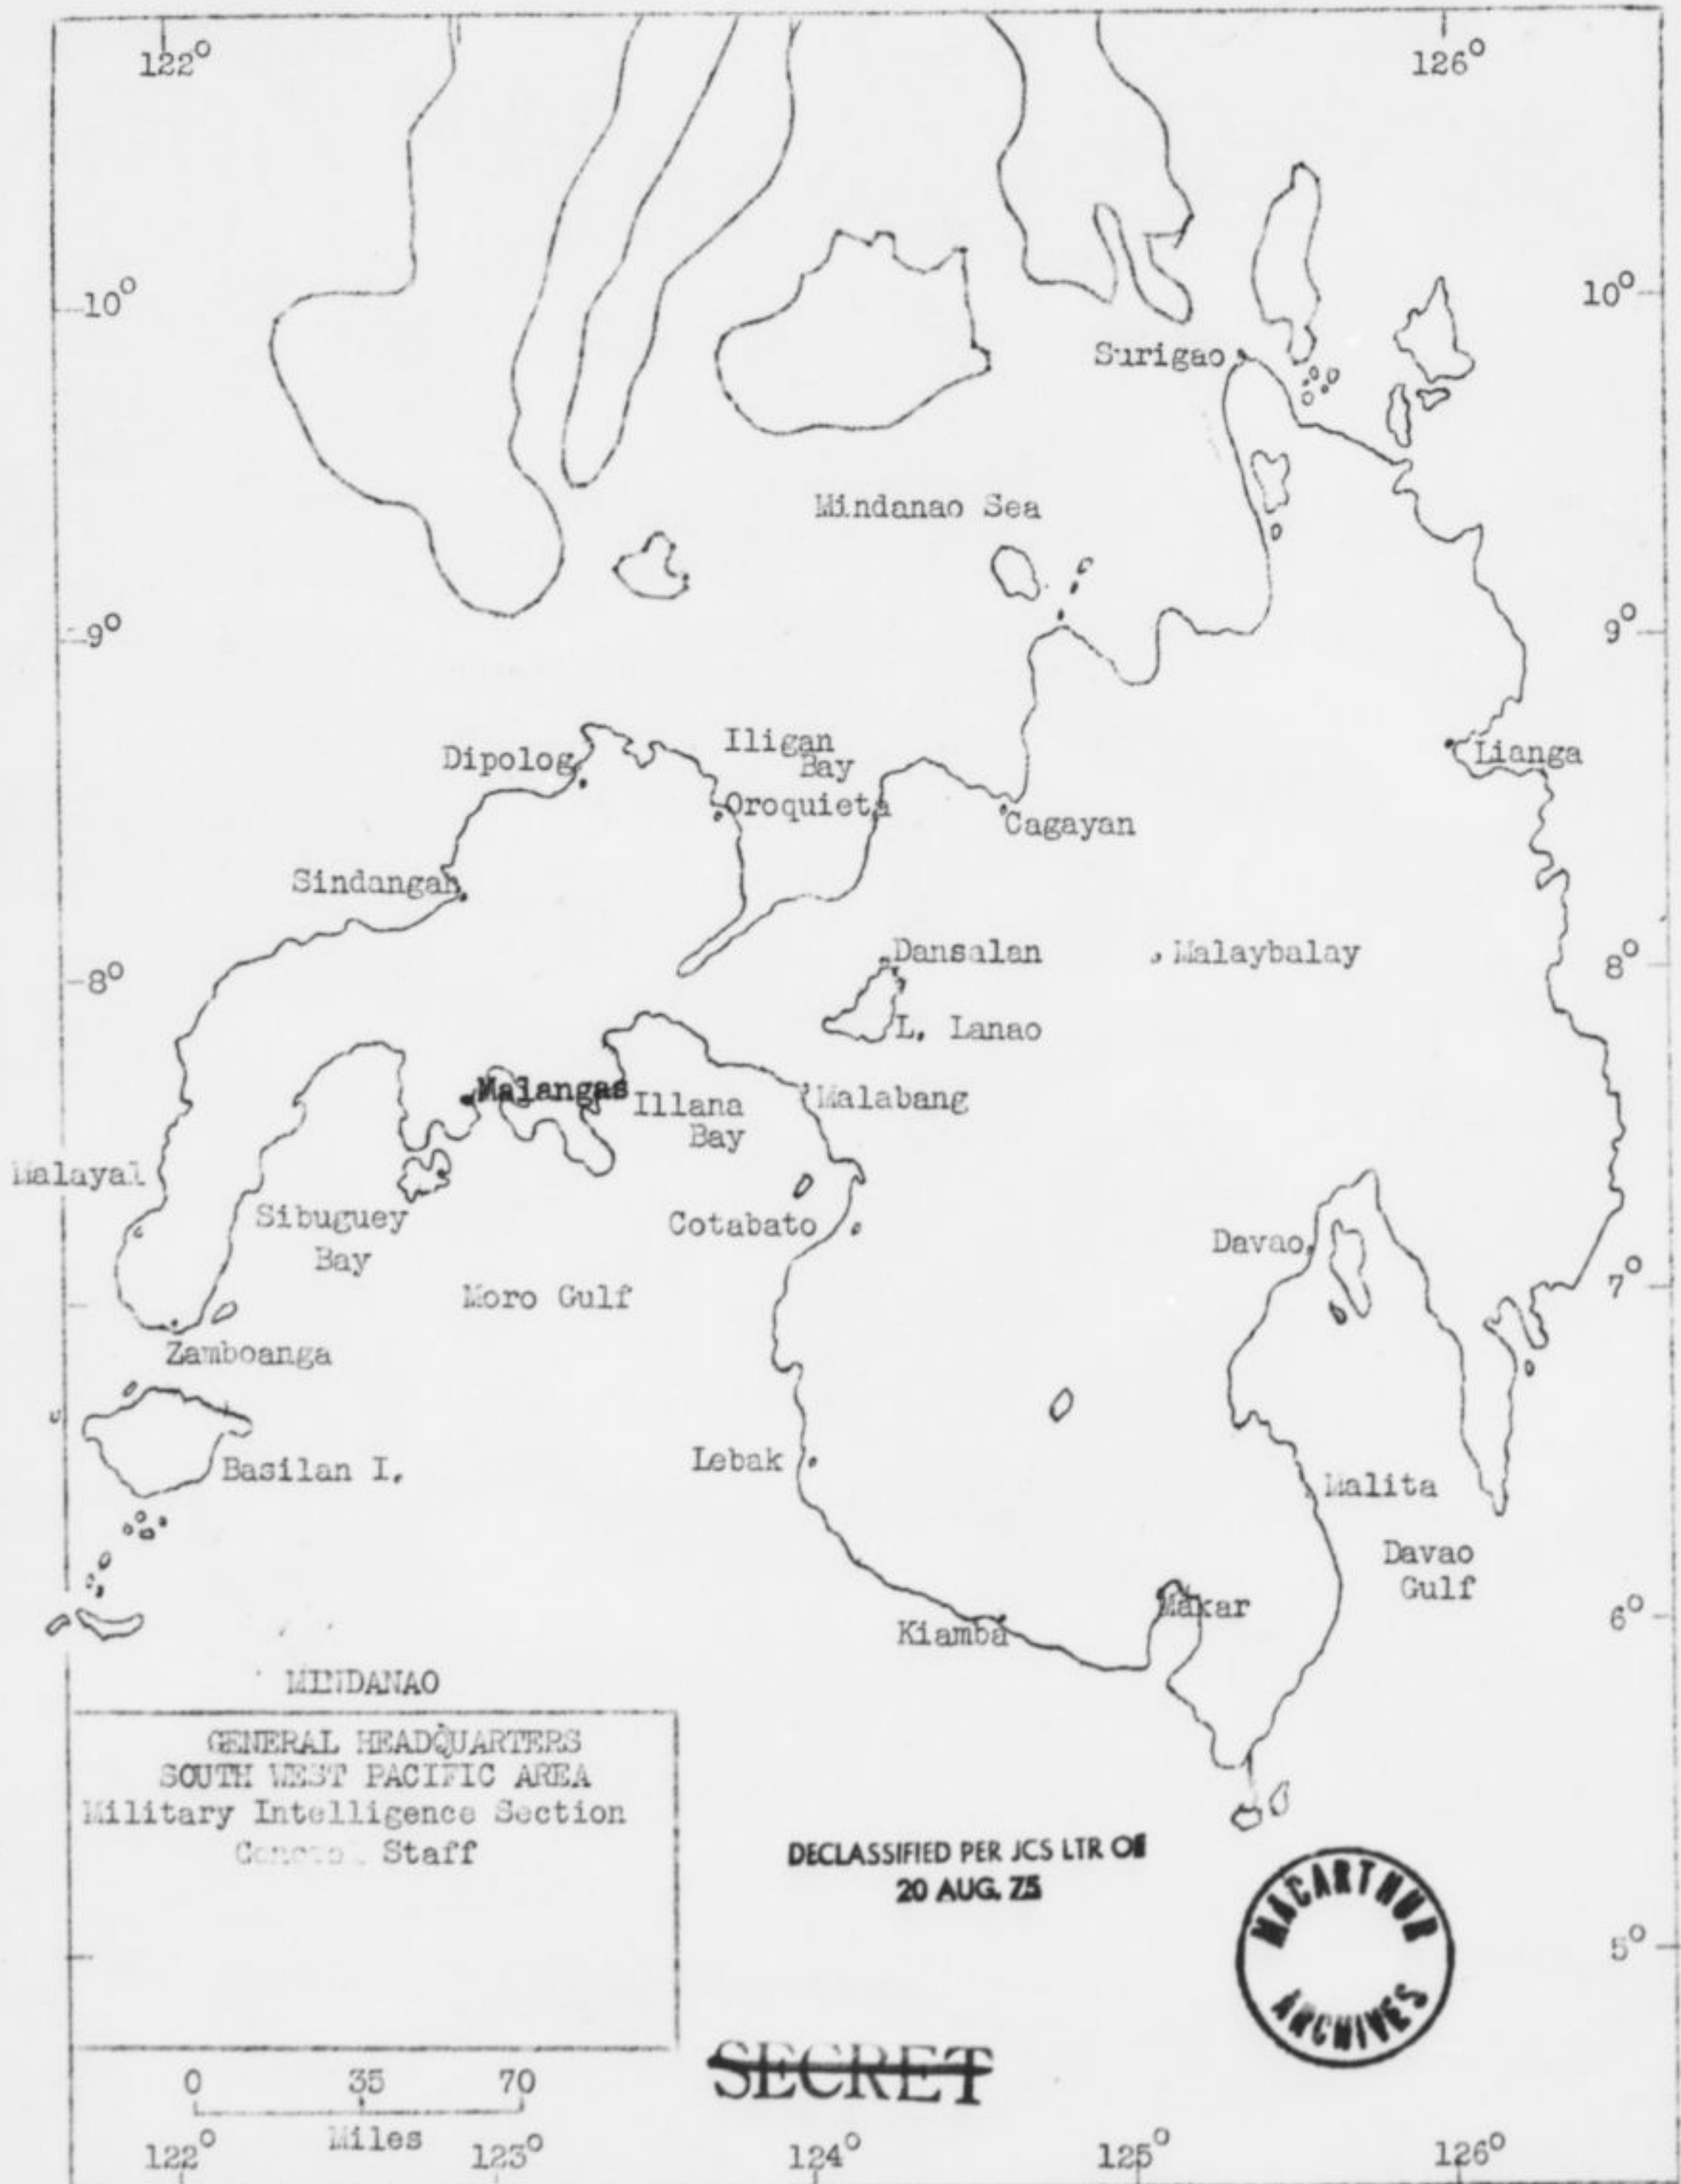 122° 126°
10° 10°
Surigao
Mindanao Sea
9° 9°
Iligan
Bay
Dipolog
Lianga
Oroquieta
Cagayan
Sindangan
Dansalan
Malaybalay
8° 8°
L. Lanao
Malangas
Illana
Bay
Malabang
Malayal
Sibuguey
Bay
Cotabato
Davao
7°
Moro Gulf
Zamboanga
Lebak
Basilan I.
Malita
Davao
Gulf
Makar
6°
Kiamba
MINDANAO
GENERAL HEADQUARTERS
SOUTH WEST PACIFIC AREA
Military Intelligence Section
General Staff
DECLASSIFIED PER JCS LTR OF
20 AUG. 75
MACARTHUR
ARCHIVES
5°
SECRET
0 35 70
Miles
122° 123° 124° 125° 126°